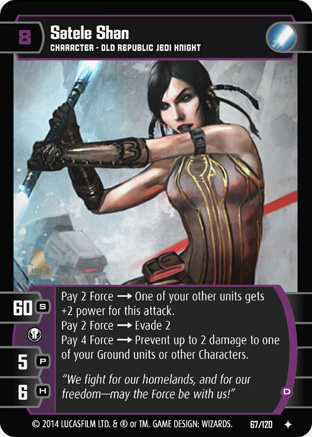 8 Satele Shan
CHARACTER - OLD REPUBLIC JEDI KNIGHT
60 S
5 P
6 H
Pay 2 Force → One of your other units gets
+2 power for this attack.
Pay 2 Force → Evade 2
Pay 4 Force → Prevent up to 2 damage to one
of your Ground units or other Characters.
“We fight for our homelands, and for our
freedom—may the Force be with us!”
D
© 2014 LUCASFILM LTD. & ® or TM. GAME DESIGN: WIZARDS. 67/120